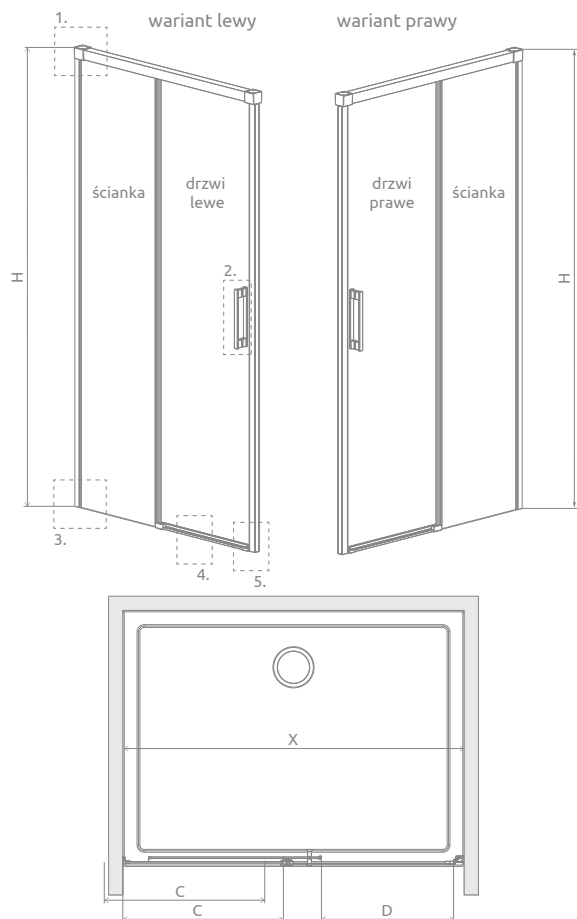 1.
wariant lewy
wariant prawy
ścianka
drzwi
lewe
drzwi
prawe
ścianka
H
2.
H
3.
4.
5.
X
C
C
D